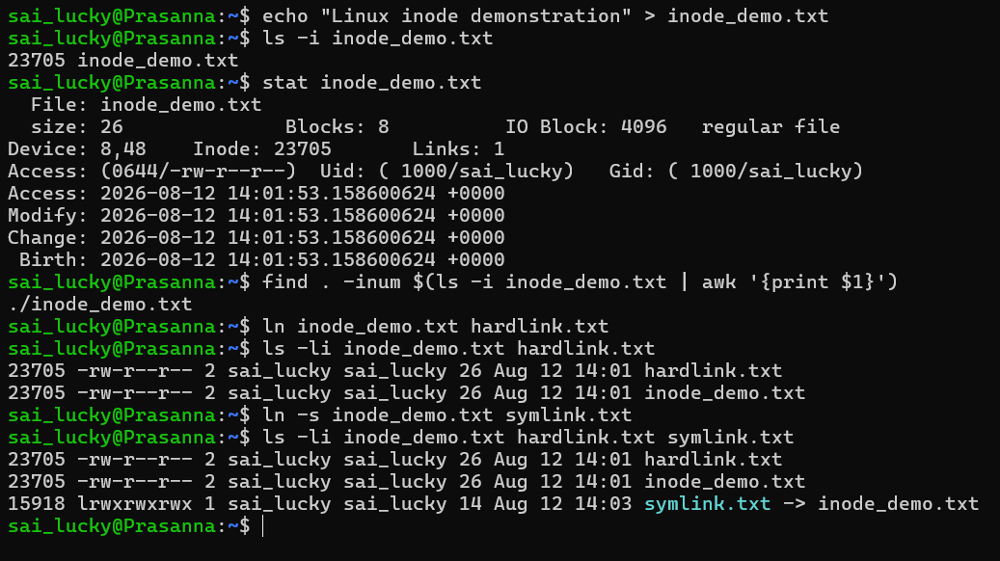 sai_lucky@Prasanna:~$ echo "Linux inode demonstration" > inode_demo.txt
sai_lucky@Prasanna:~$ ls -i inode_demo.txt
23705 inode_demo.txt
sai_lucky@Prasanna:~$ stat inode_demo.txt
  File: inode_demo.txt
  size: 26              Blocks: 8          IO Block: 4096   regular file
Device: 8,48    Inode: 23705       Links: 1
Access: (0644/-rw-r--r--)  Uid: ( 1000/sai_lucky)   Gid: ( 1000/sai_lucky)
Access: 2026-08-12 14:01:53.158600624 +0000
Modify: 2026-08-12 14:01:53.158600624 +0000
Change: 2026-08-12 14:01:53.158600624 +0000
 Birth: 2026-08-12 14:01:53.158600624 +0000
sai_lucky@Prasanna:~$ find . -inum $(ls -i inode_demo.txt | awk '{print $1}')
./inode_demo.txt
sai_lucky@Prasanna:~$ ln inode_demo.txt hardlink.txt
sai_lucky@Prasanna:~$ ls -li inode_demo.txt hardlink.txt
23705 -rw-r--r-- 2 sai_lucky sai_lucky 26 Aug 12 14:01 hardlink.txt
23705 -rw-r--r-- 2 sai_lucky sai_lucky 26 Aug 12 14:01 inode_demo.txt
sai_lucky@Prasanna:~$ ln -s inode_demo.txt symlink.txt
sai_lucky@Prasanna:~$ ls -li inode_demo.txt hardlink.txt symlink.txt
23705 -rw-r--r-- 2 sai_lucky sai_lucky 26 Aug 12 14:01 hardlink.txt
23705 -rw-r--r-- 2 sai_lucky sai_lucky 26 Aug 12 14:01 inode_demo.txt
15918 lrwxrwxrwx 1 sai_lucky sai_lucky 14 Aug 12 14:03 symlink.txt -> inode_demo.txt
sai_lucky@Prasanna:~$